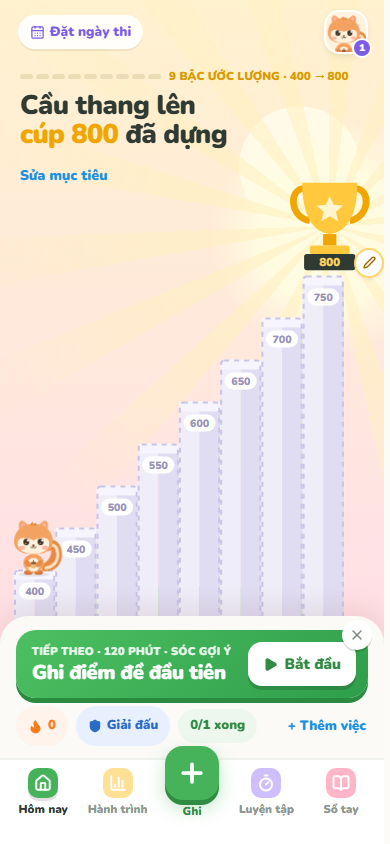 Đặt ngày thi
1
9 BẬC ƯỚC LƯỢNG · 400 → 800
Cầu thang lên
cúp 800 đã dựng
Sửa mục tiêu
800
750
700
650
600
550
500
450
400
TIẾP THEO · 120 PHÚT · SÓC GỢI Ý
Ghi điểm đề đầu tiên
Bắt đầu
0
Giải đấu
0/1 xong
+ Thêm việc
Hôm nay
Hành trình
Ghi
Luyện tập
Sổ tay